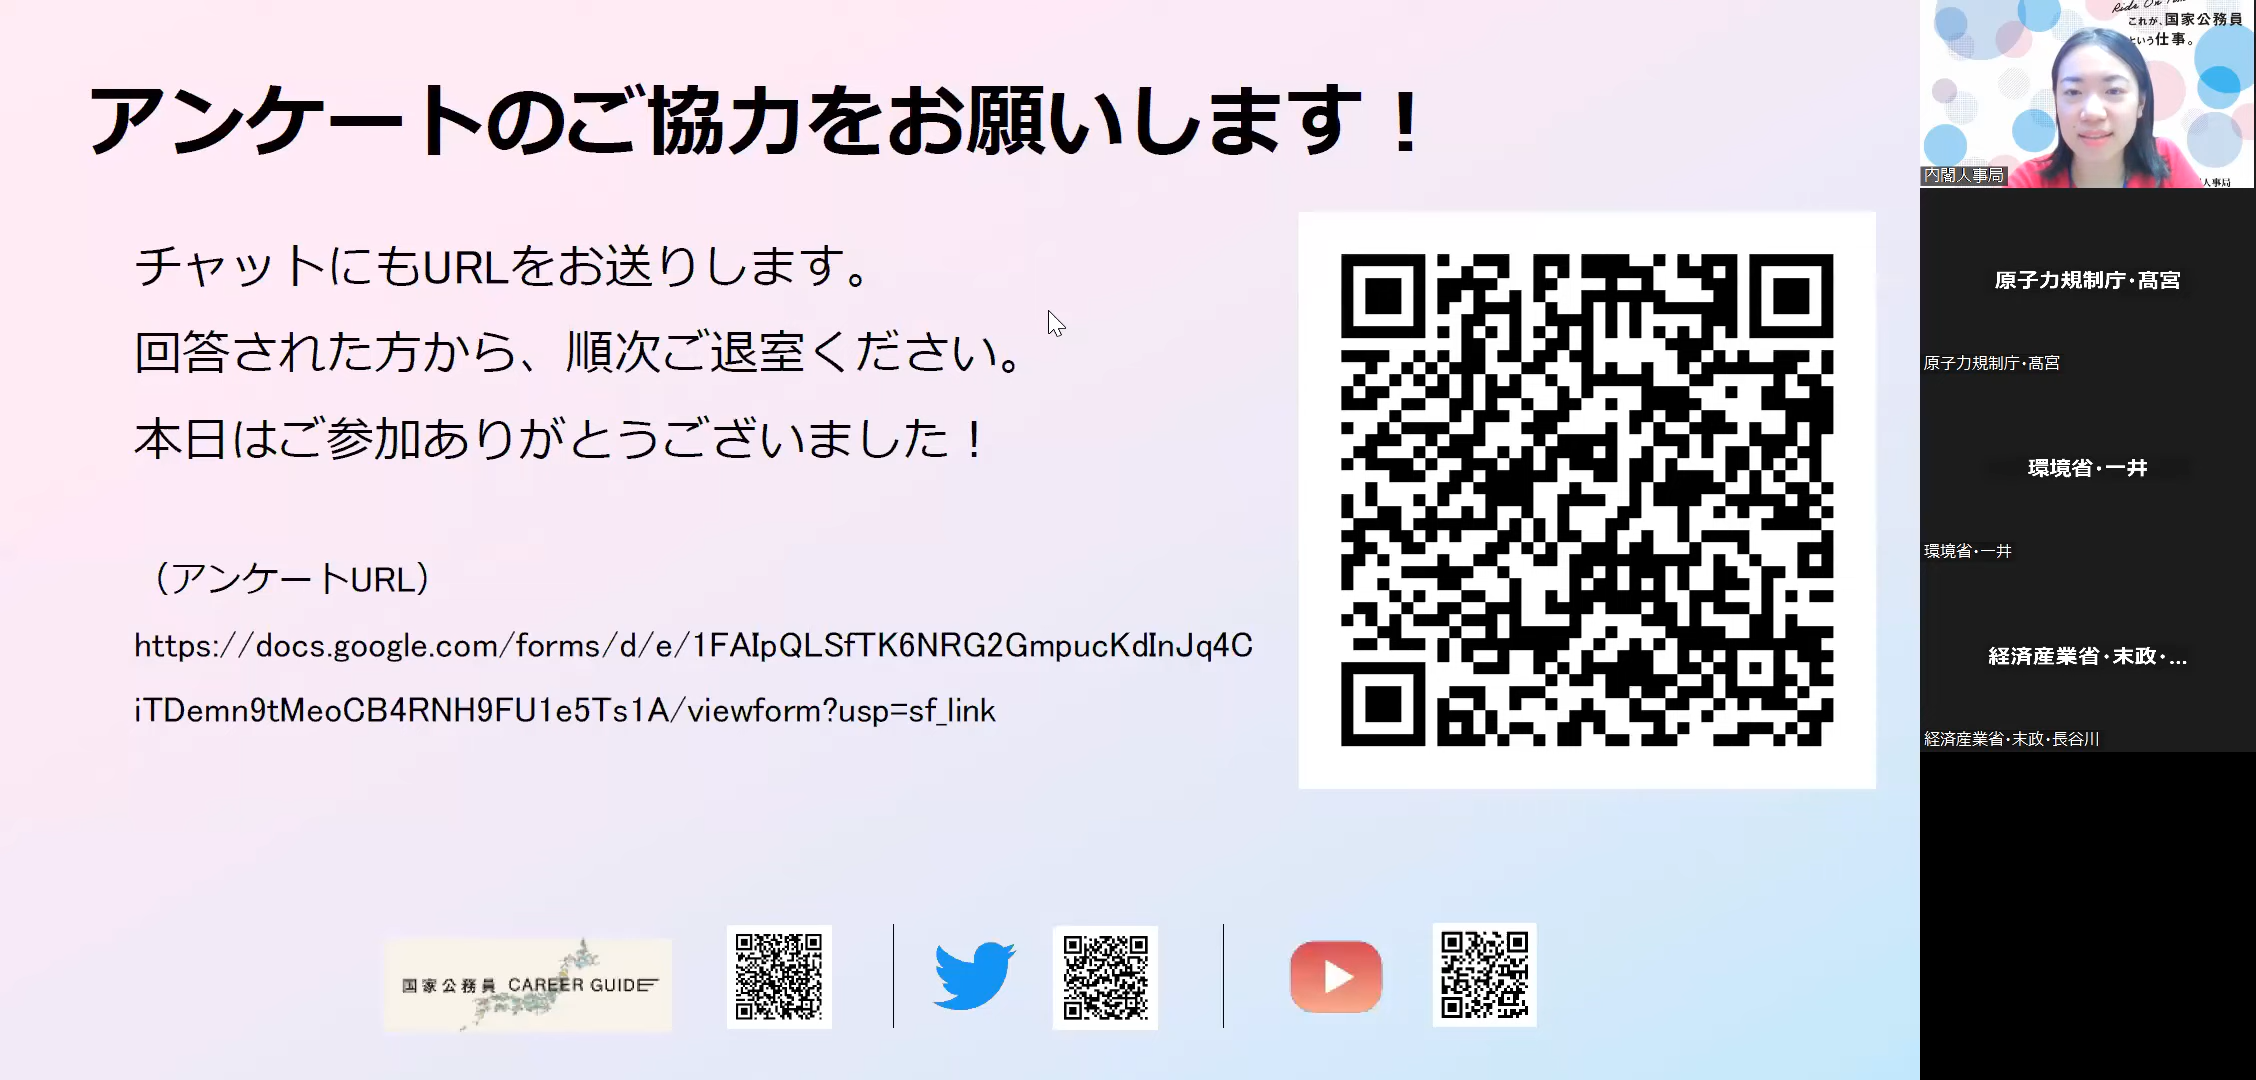 アンケートのご協力をお願いします！
チャットにもURLをお送りします。
回答された方から、順次ご退室ください。
本日はご参加ありがとうございました！
（アンケートURL）
https://docs.google.com/forms/d/e/1FAIpQLSfTK6NRG2GmpucKdInJq4C
iTDemn9tMeoCB4RNH9FU1e5Ts1A/viewform?usp=sf_link
国家公務員 CAREER GUIDE
これが、国家公務員
という仕事。
内閣人事局
人事局
原子力規制庁・髙宮
原子力規制庁・髙宮
環境省・一井
環境省・一井
経済産業省・末政・...
経済産業省・末政・長谷川